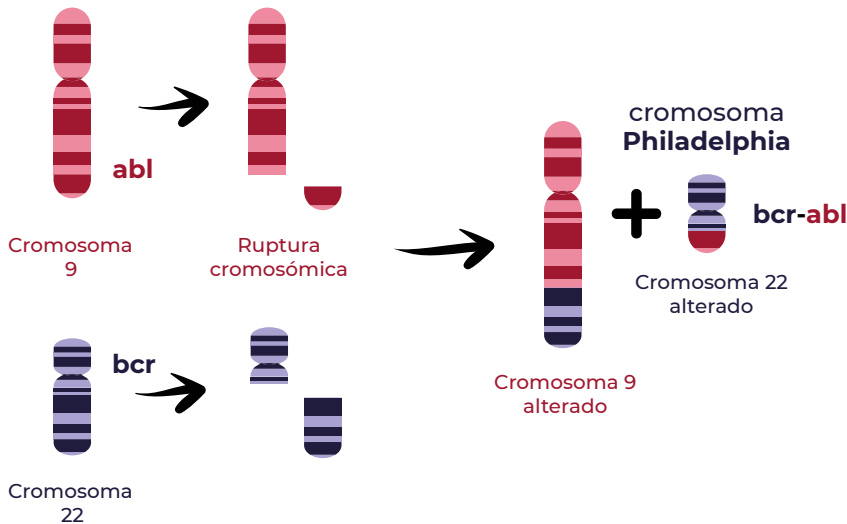 abl
Cromosoma
9
Ruptura
cromosómica
bcr
Cromosoma
22
cromosoma
Philadelphia
bcr-abl
Cromosoma 22
alterado
Cromosoma 9
alterado